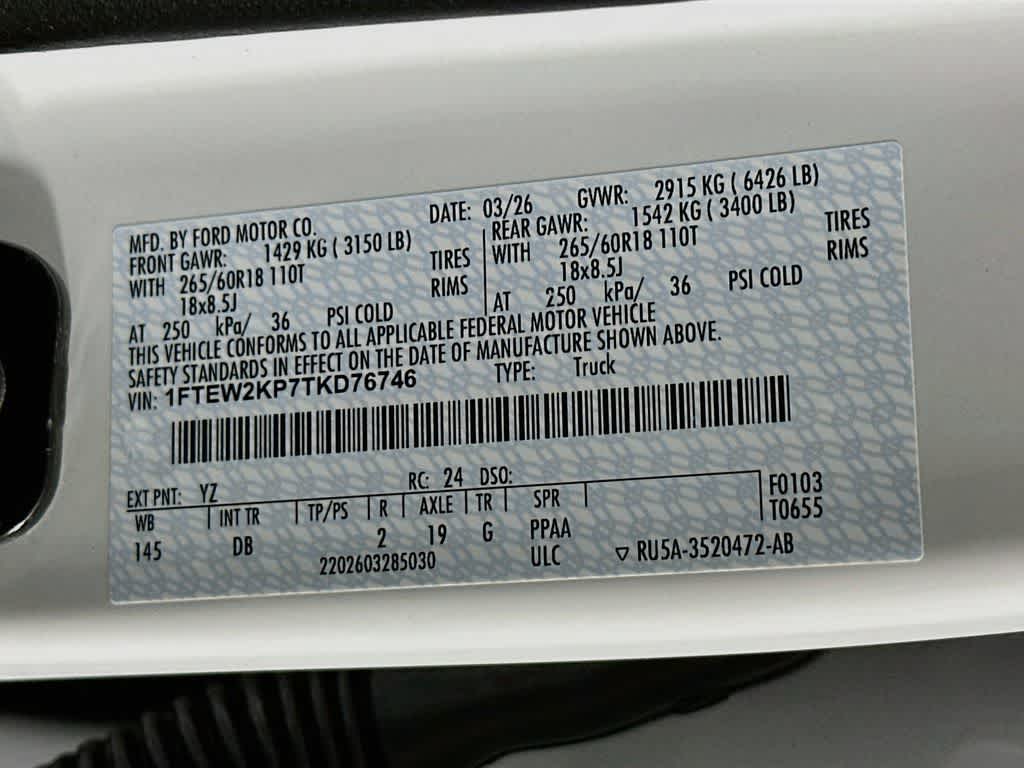 MFD. BY FORD MOTOR CO. DATE: 03/26 GVWR: 2915 KG ( 6426 LB)
FRONT GAWR: 1429 KG ( 3150 LB) REAR GAWR: 1542 KG ( 3400 LB)
WITH 265/60R18 110T TIRES WITH 265/60R18 110T TIRES
18x8.5J RIMS 18x8.5J RIMS
AT 250 kPa/ 36 PSI COLD AT 250 kPa/ 36 PSI COLD
THIS VEHICLE CONFORMS TO ALL APPLICABLE FEDERAL MOTOR VEHICLE
SAFETY STANDARDS IN EFFECT ON THE DATE OF MANUFACTURE SHOWN ABOVE.
VIN: 1FTEW2KP7TKD76746 TYPE: Truck
EXT PNT: YZ RC: 24 DSO: F0103
WB INT TR TP/PS R AXLE TR SPR T0655
145 DB 2 19 G PPAA
2202603285030 ULC ▽ RU5A-3520472-AB